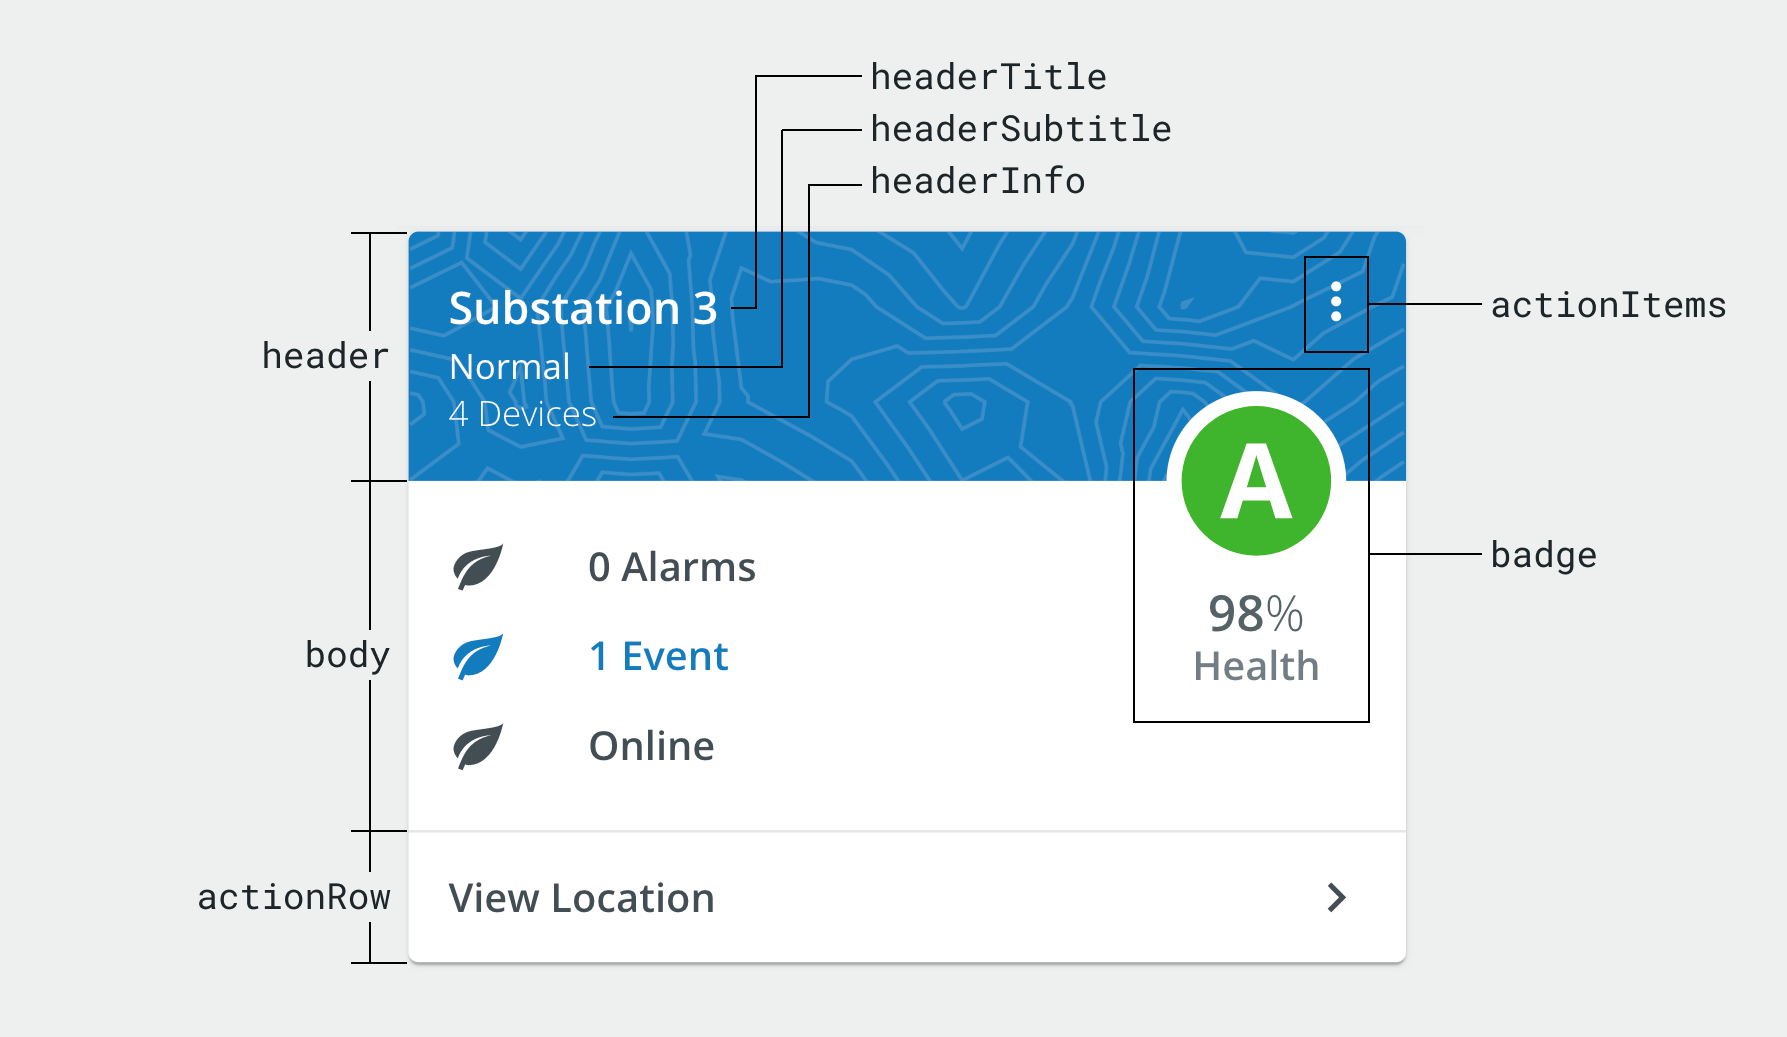 headerTitle
headerSubtitle
headerInfo
Substation 3
actionItems
header
Normal
4 Devices
A
badge
0 Alarms
98%
body
1 Event
Health
Online
actionRow
View Location